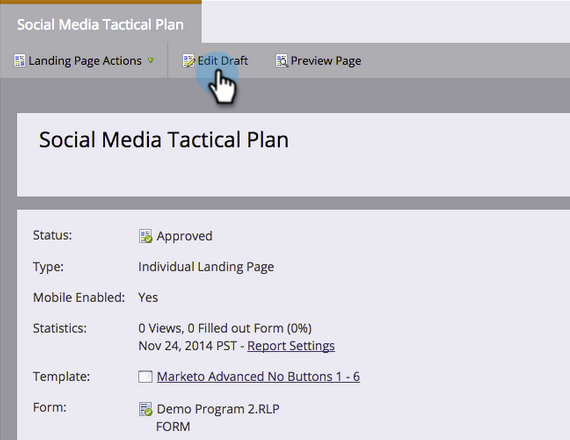 Social Media Tactical Plan
Landing Page Actions Edit Draft Preview Page
Social Media Tactical Plan
Status: Approved
Type: Individual Landing Page
Mobile Enabled: Yes
Statistics: 0 Views, 0 Filled out Form (0%)
Nov 24, 2014 PST - Report Settings
Template: Marketo Advanced No Buttons 1 - 6
Form: Demo Program 2.RLP
FORM